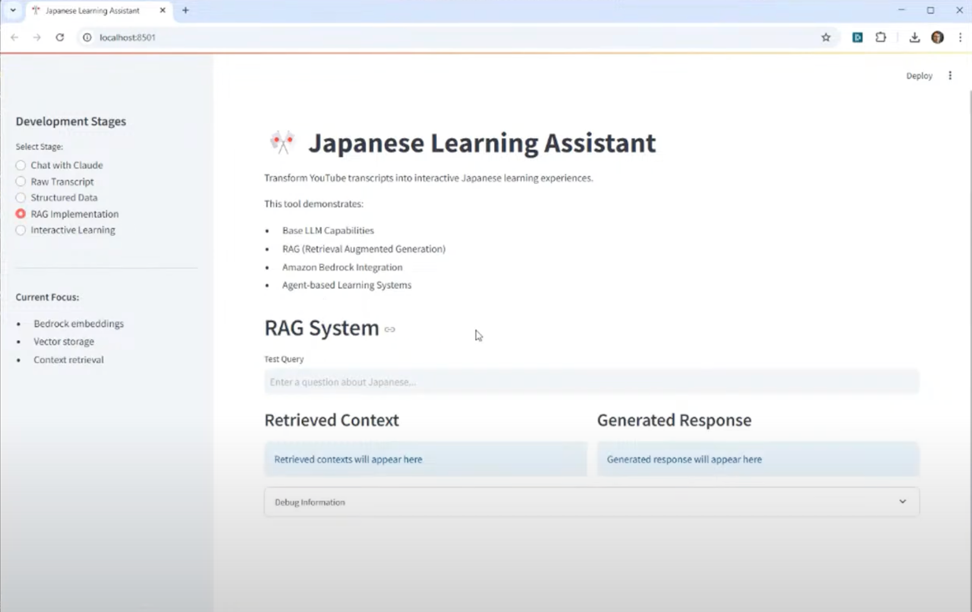 Japanese Learning Assistant
localhost:8501
Deploy
Development Stages
Select Stage:
Chat with Claude
Raw Transcript
Structured Data
RAG Implementation
Interactive Learning
Current Focus:
Bedrock embeddings
Vector storage
Context retrieval
Japanese Learning Assistant
Transform YouTube transcripts into interactive Japanese learning experiences.
This tool demonstrates:
Base LLM Capabilities
RAG (Retrieval Augmented Generation)
Amazon Bedrock Integration
Agent-based Learning Systems
RAG System
Test Query
Enter a question about Japanese...
Retrieved Context
Generated Response
Retrieved contexts will appear here
Generated response will appear here
Debug Information